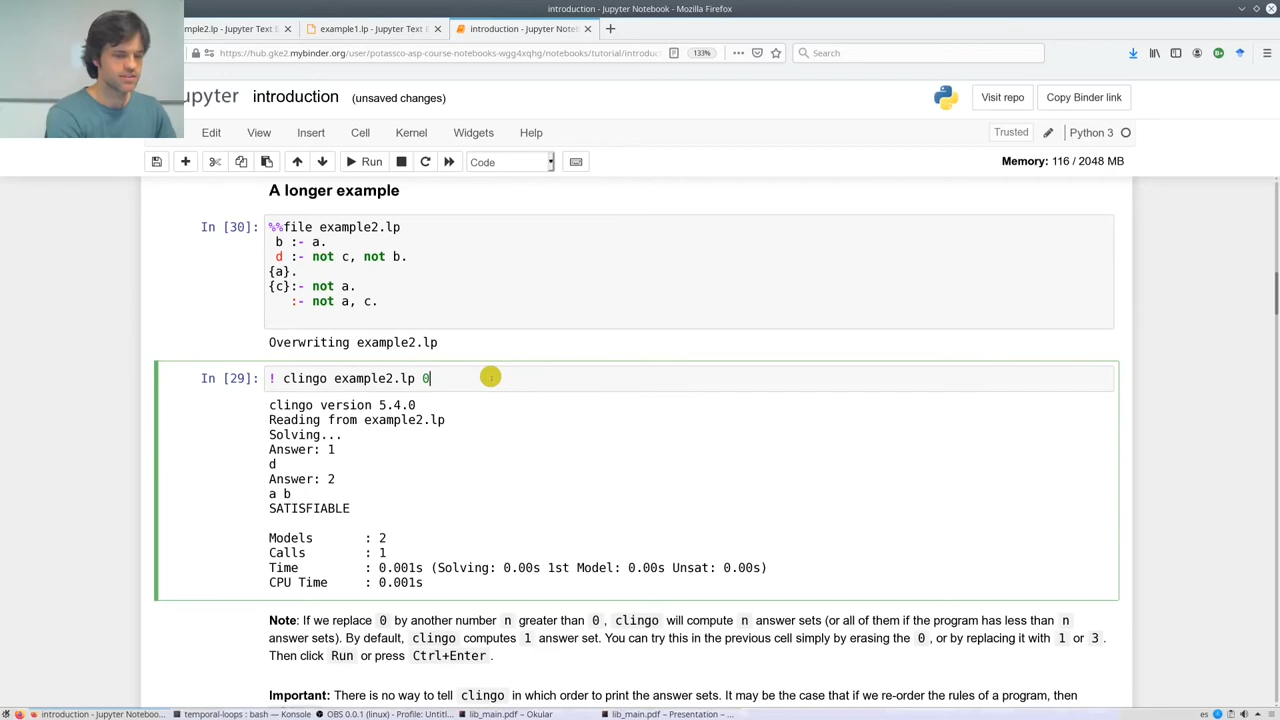 introduction - Jupyter Notebook - Mozilla Firefox
mple2.lp - Jupyter Text E
example1.lp - Jupyter Text E
introduction - Jupyter Note
https://hub.gke2.mybinder.org/user/potassco-asp-course-notebooks-wgg4xqhg/notebooks/tutorial/introduc
133%
Search
upyter introduction (unsaved changes)
Visit repo
Copy Binder link
Edit View Insert Cell Kernel Widgets Help
Trusted
Python 3
Run
Code
Memory: 116 / 2048 MB
A longer example
In [30]:
%%file example2.lp
b :- a.
d :- not c, not b.
{a}.
{c}:- not a.
:- not a, c.
Overwriting example2.lp
In [29]:
! clingo example2.lp 0
clingo version 5.4.0
Reading from example2.lp
Solving...
Answer: 1
d
Answer: 2
a b
SATISFIABLE
Models : 2
Calls : 1
Time : 0.001s (Solving: 0.00s 1st Model: 0.00s Unsat: 0.00s)
CPU Time : 0.001s
Note: If we replace 0 by another number n greater than 0, clingo will compute n answer sets (or all of them if the program has less than n
answer sets). By default, clingo computes 1 answer set. You can try this in the previous cell simply by erasing the 0, or by replacing it with 1 or 3.
Then click Run or press Ctrl+Enter.
Important: There is no way to tell clingo in which order to print the answer sets. It may be the case that if we re-order the rules of a program, then
introduction - Jupyter Noteboo...
temporal-loops : bash — Konsole
OBS 0.0.1 (linux) - Profile: Untitl...
lib_main.pdf – Okular
lib_main.pdf – Presentation – ...
es